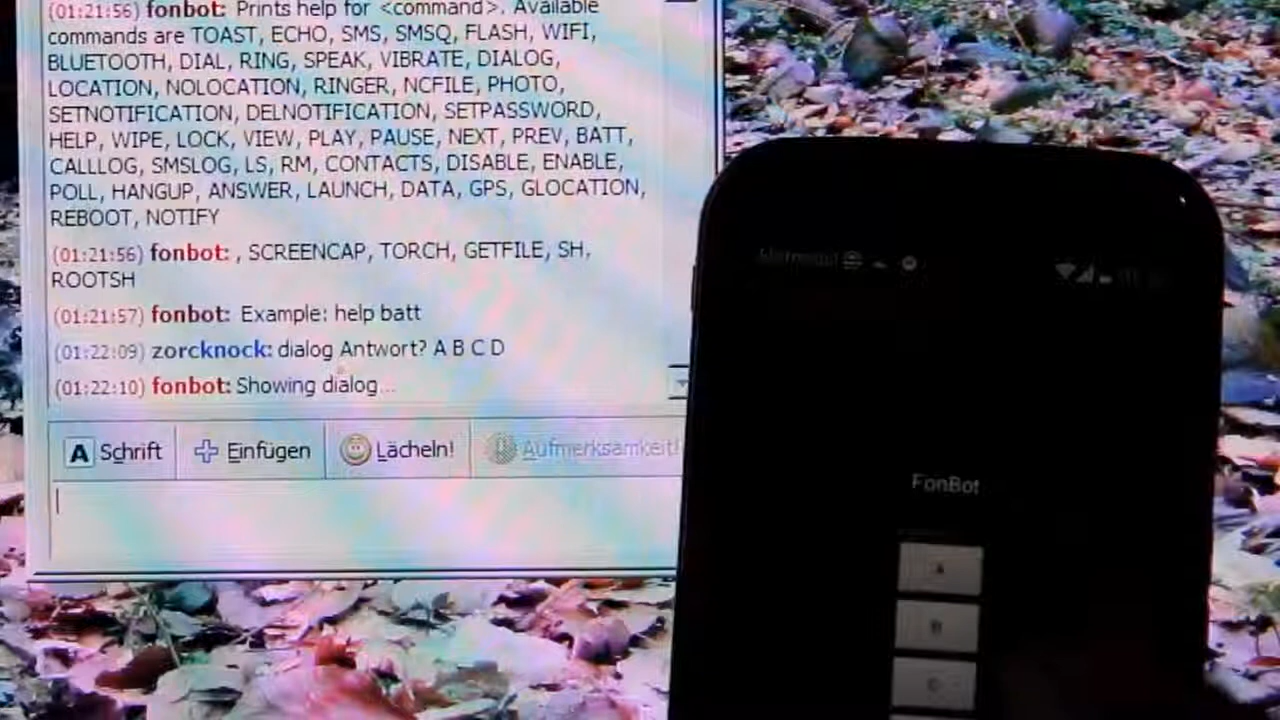 (01:21:56) fonbot: Prints help for <command>. Available
commands are TOAST, ECHO, SMS, SMSQ, FLASH, WIFI,
BLUETOOTH, DIAL, RING, SPEAK, VIBRATE, DIALOG,
LOCATION, NOLOCATION, RINGER, NCFILE, PHOTO,
SETNOTIFICATION, DELNOTIFICATION, SETPASSWORD,
HELP, WIPE, LOCK, VIEW, PLAY, PAUSE, NEXT, PREV, BATT,
CALLLOG, SMSLOG, LS, RM, CONTACTS, DISABLE, ENABLE,
POLL, HANGUP, ANSWER, LAUNCH, DATA, GPS, GLOCATION,
REBOOT, NOTIFY
(01:21:56) fonbot: , SCREENCAP, TORCH, GETFILE, SH,
ROOTSH
(01:21:57) fonbot: Example: help batt
(01:22:09) zorcknock: dialog Antwort? A B C D
(01:22:10) fonbot: Showing dialog...
A Schrift Einfügen Lächeln! Aufmerksamkeit!
FonBot
A
B
C